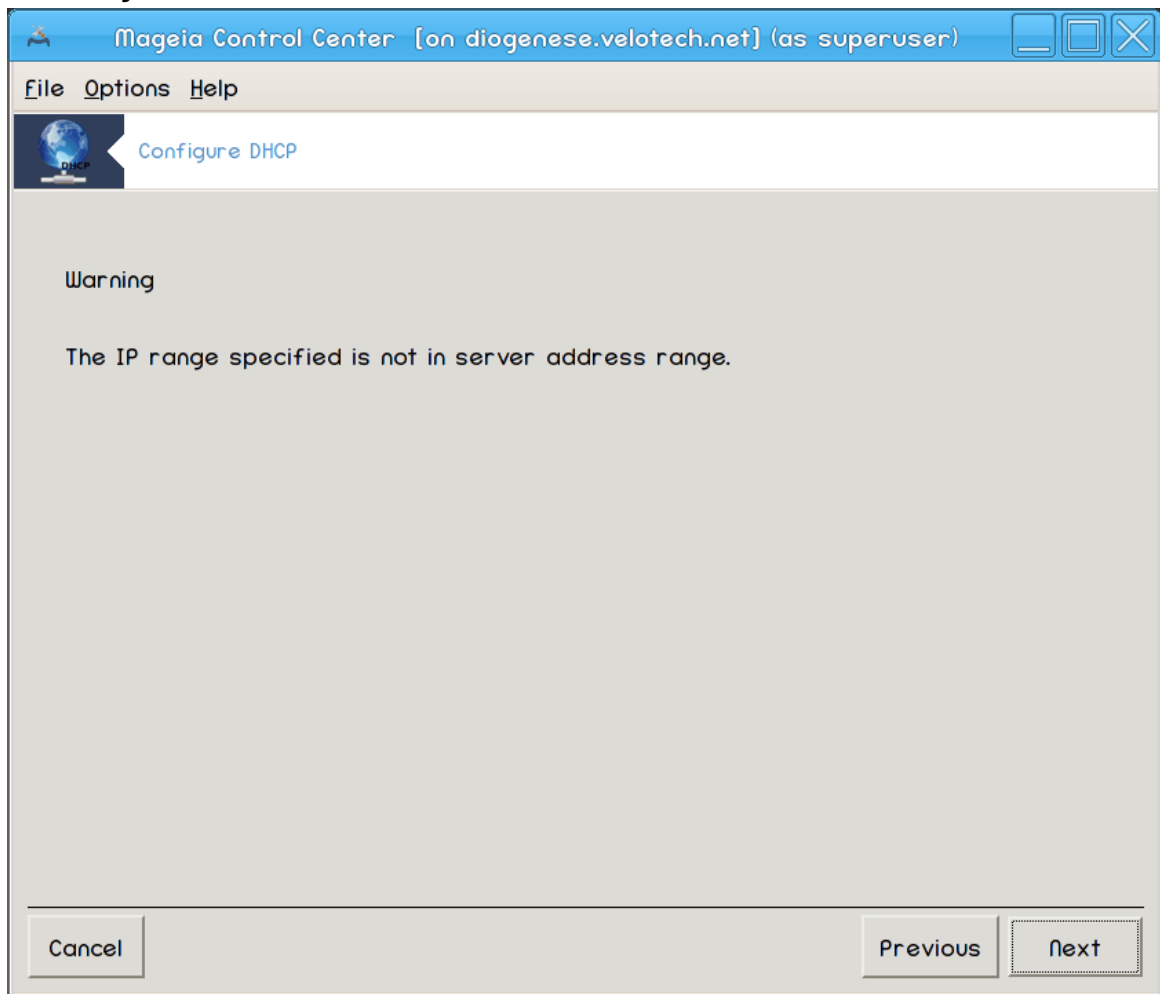 Mageia Control Center [on diogenese.velotech.net] (as superuser)
File Options Help
DHCP
Configure DHCP
Warning
The IP range specified is not in server address range.
Cancel Previous Next